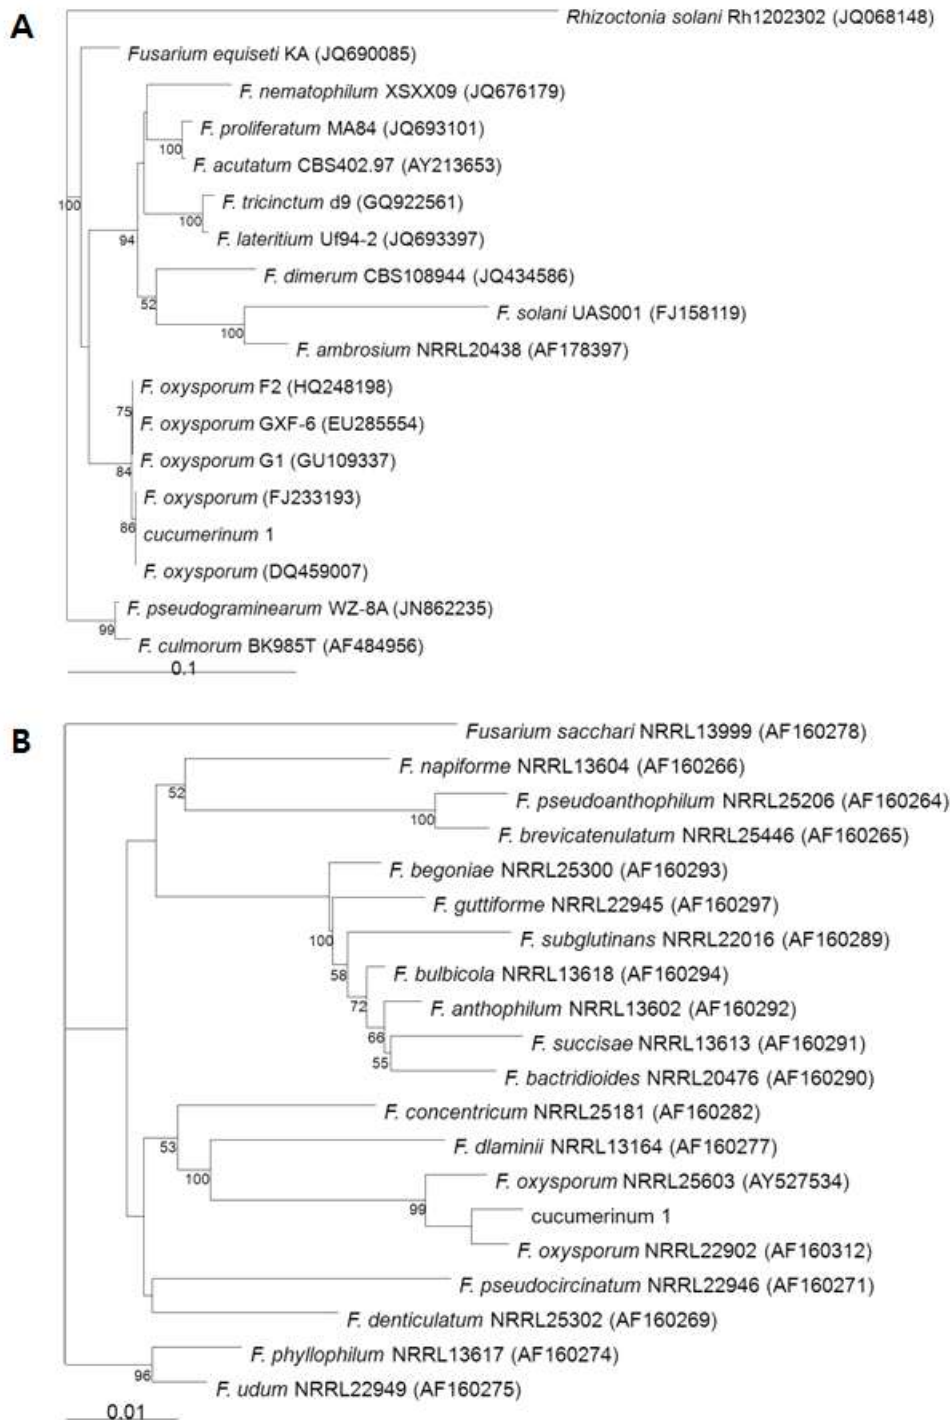 A
Rhizoctonia solani Rh1202302 (JQ068148)
Fusarium equiseti KA (JQ690085)
F. nematophilum XSXX09 (JQ676179)
F. proliferatum MA84 (JQ693101)
100
F. acutatum CBS402.97 (AY213653)
F. tricinctum d9 (GQ922561)
100
100
F. lateritium Uf94-2 (JQ693397)
94
F. dimerum CBS108944 (JQ434586)
52
F. solani UAS001 (FJ158119)
100
F. ambrosium NRRL20438 (AF178397)
F. oxysporum F2 (HQ248198)
75
F. oxysporum GXF-6 (EU285554)
F. oxysporum G1 (GU109337)
84
F. oxysporum (FJ233193)
86
cucumerinum 1
F. oxysporum (DQ459007)
F. pseudograminearum WZ-8A (JN862235)
99
F. culmorum BK985T (AF484956)
0.1
B
Fusarium sacchari NRRL13999 (AF160278)
F. napiforme NRRL13604 (AF160266)
52
F. pseudoanthophilum NRRL25206 (AF160264)
100
F. brevicatenulatum NRRL25446 (AF160265)
F. begoniae NRRL25300 (AF160293)
F. guttiforme NRRL22945 (AF160297)
100
F. subglutinans NRRL22016 (AF160289)
58
F. bulbicola NRRL13618 (AF160294)
72
F. anthophilum NRRL13602 (AF160292)
66
F. succisae NRRL13613 (AF160291)
55
F. bactridioides NRRL20476 (AF160290)
F. concentricum NRRL25181 (AF160282)
53
F. dlaminii NRRL13164 (AF160277)
100
F. oxysporum NRRL25603 (AY527534)
99
cucumerinum 1
F. oxysporum NRRL22902 (AF160312)
F. pseudocircinatum NRRL22946 (AF160271)
F. denticulatum NRRL25302 (AF160269)
F. phyllophilum NRRL13617 (AF160274)
96
F. udum NRRL22949 (AF160275)
0.01